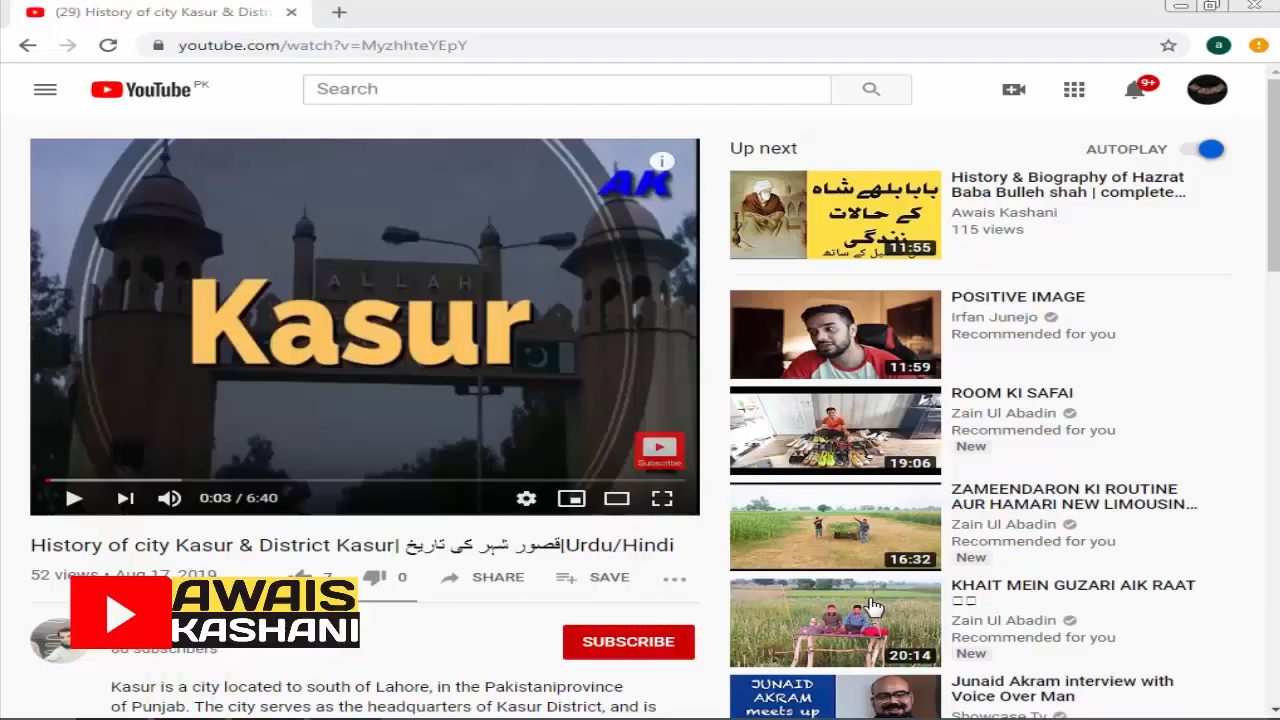 (29) History of city Kasur & Distri
youtube.com/watch?v=MyzhhteYEpY
YouTube PK
Search
9+
a
AK
ALLAH
Kasur
Subscribe
0:03 / 6:40
History of city Kasur & District Kasur| قصور شہر کی تاریخ|Urdu/Hindi
52 views • Aug 17, 2019
7
0
SHARE
SAVE
AWAIS
KASHANI
80 subscribers
SUBSCRIBE
Kasur is a city located to south of Lahore, in the Pakistaniprovince
of Punjab. The city serves as the headquarters of Kasur District, and is
Up next
AUTOPLAY
بابا بلھے شاہ
کے حالات
زندگی
کے ساتھ
11:55
History & Biography of Hazrat
Baba Bulleh shah | complete...
Awais Kashani
115 views
11:59
POSITIVE IMAGE
Irfan Junejo
Recommended for you
19:06
ROOM KI SAFAI
Zain Ul Abadin
Recommended for you
New
16:32
ZAMEENDARON KI ROUTINE
AUR HAMARI NEW LIMOUSIN...
Zain Ul Abadin
Recommended for you
New
20:14
KHAIT MEIN GUZARI AIK RAAT
Zain Ul Abadin
Recommended for you
New
JUNAID
AKRAM
meets up
Junaid Akram interview with
Voice Over Man
Showcase Tv